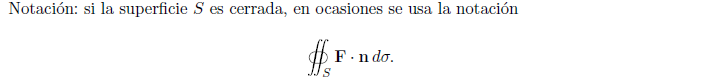 Notación: si la superficie S es cerrada, en ocasiones se usa la notación
∯_S F · n dσ.